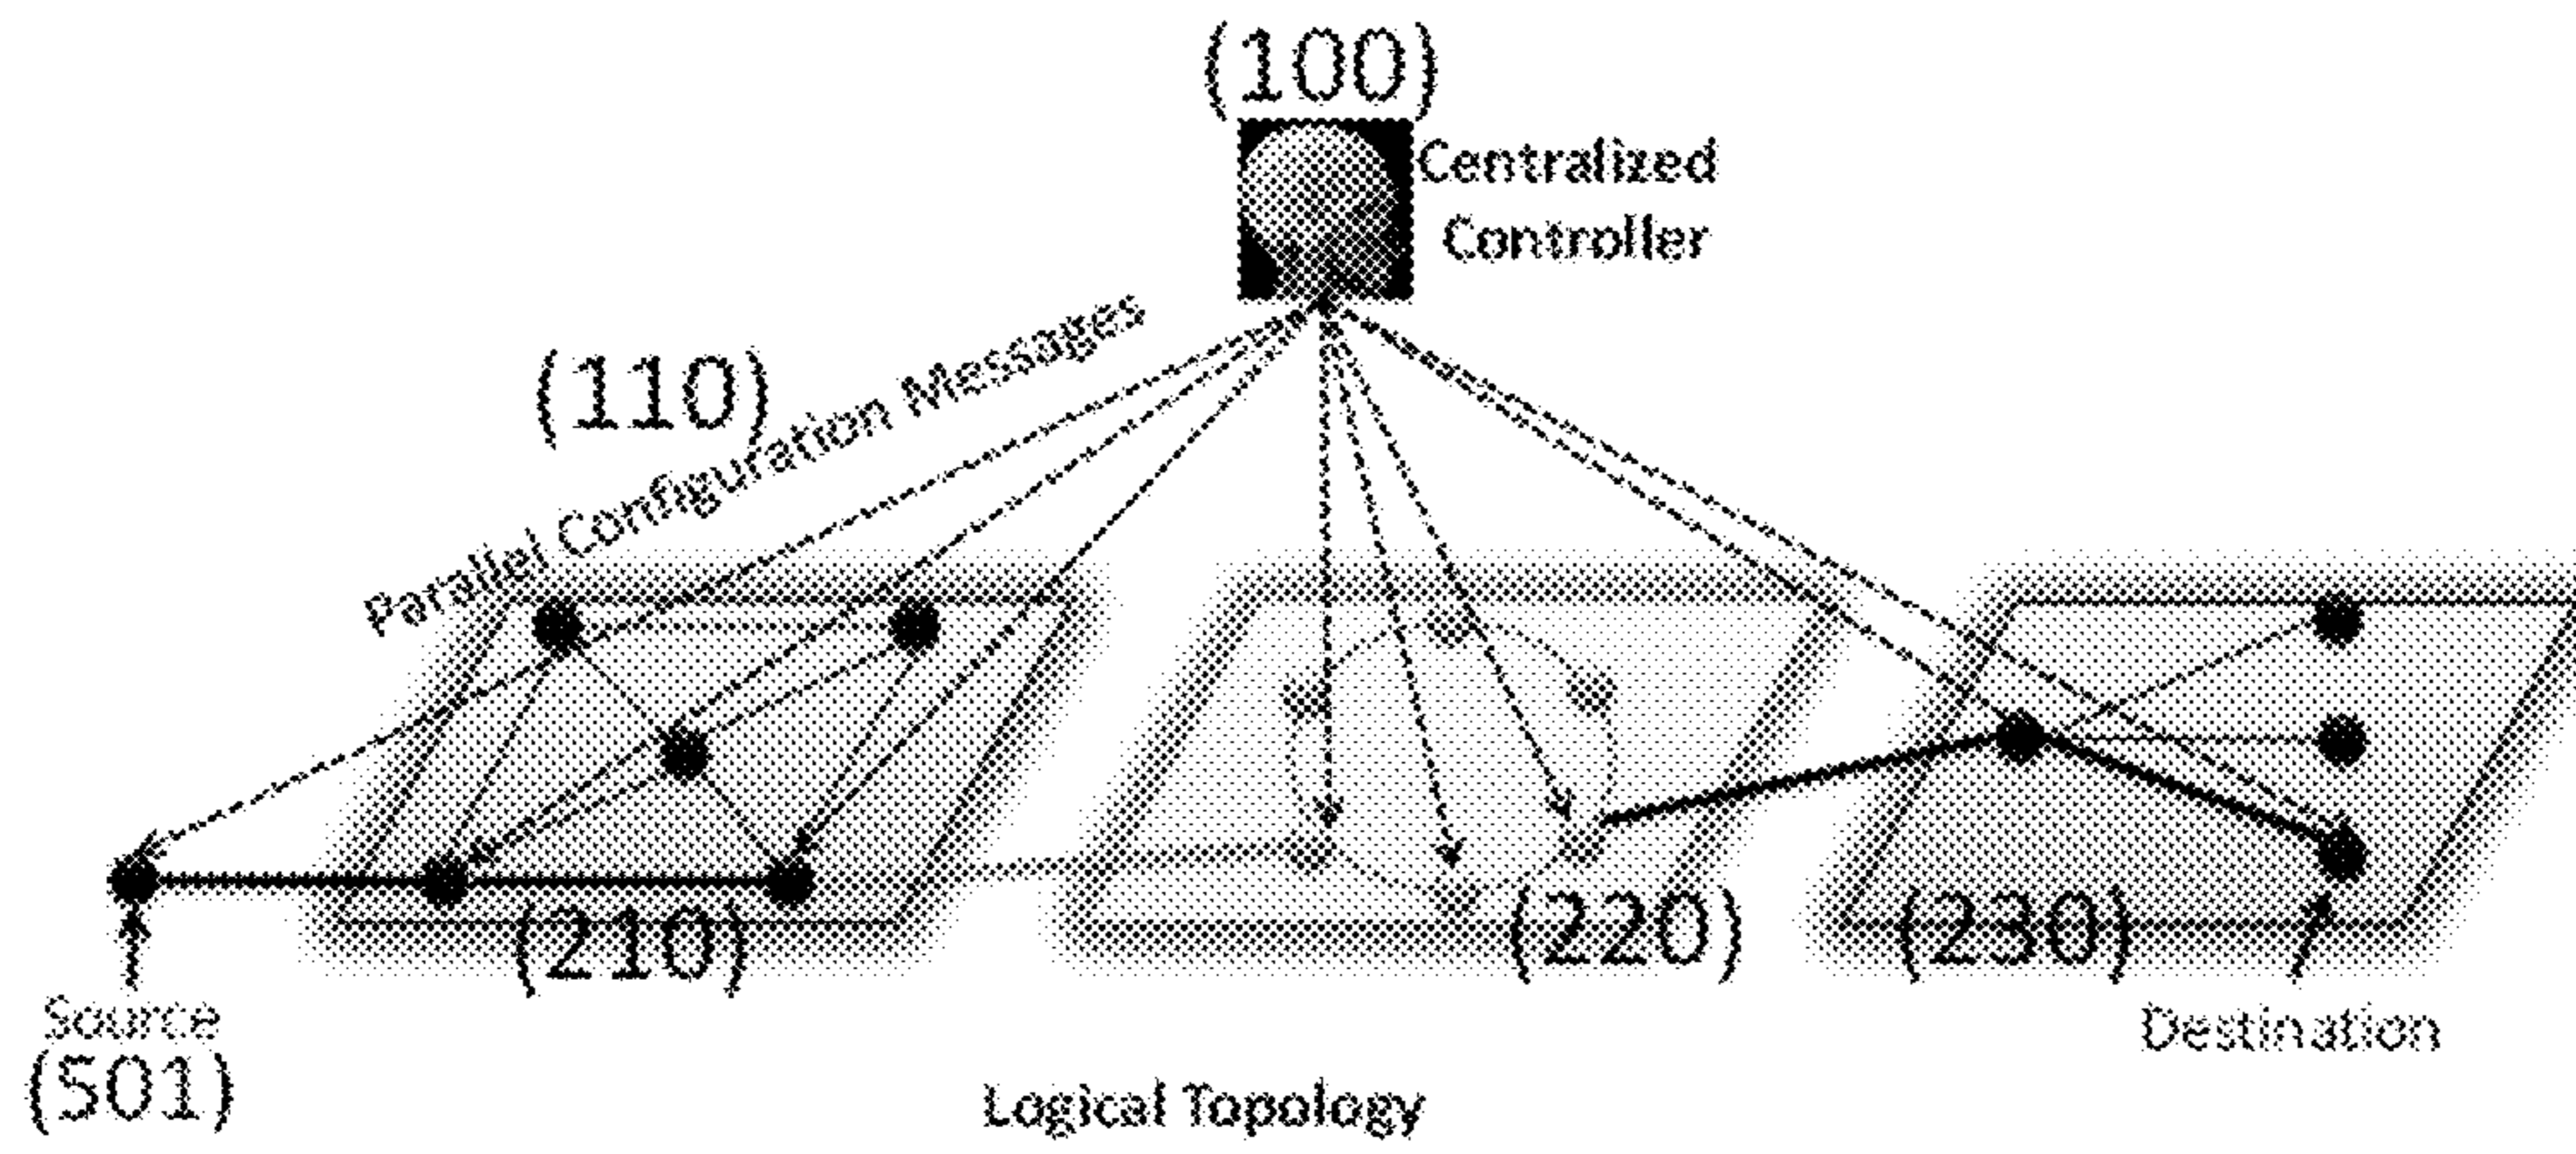 (100)
Centralized
Controller
(110)
Parallel Configuration Messages
(210)
(220)
(230)
Source
(501)
Destination
Logical Topology